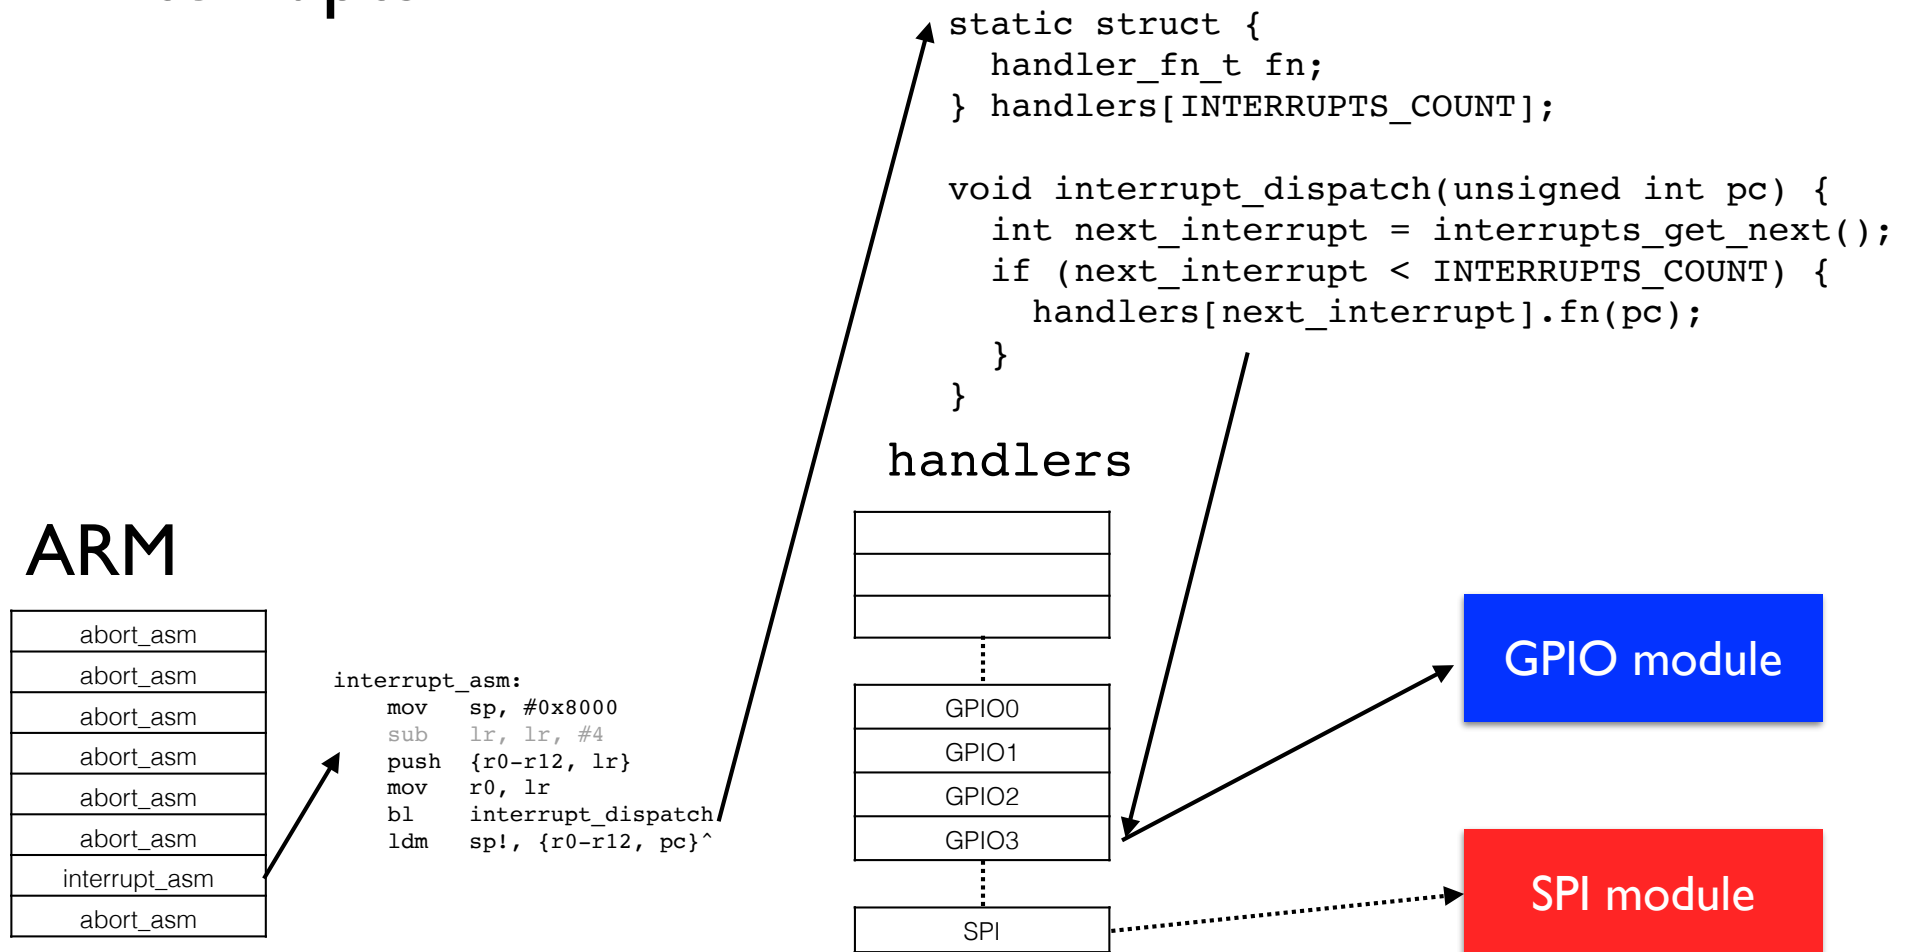 static struct {
  handler_fn_t fn;
} handlers[INTERRUPTS_COUNT];
void interrupt_dispatch(unsigned int pc) {
  int next_interrupt = interrupts_get_next();
  if (next_interrupt < INTERRUPTS_COUNT) {
    handlers[next_interrupt].fn(pc);
  }
}
handlers
ARM
abort_asm
abort_asm
abort_asm
abort_asm
abort_asm
abort_asm
interrupt_asm
abort_asm
interrupt_asm:
    mov   sp, #0x8000
    sub   lr, lr, #4
    push  {r0-r12, lr}
    mov   r0, lr
    bl    interrupt_dispatch
    ldm   sp!, {r0-r12, pc}^
GPIO0
GPIO1
GPIO2
GPIO3
SPI
GPIO module
SPI module